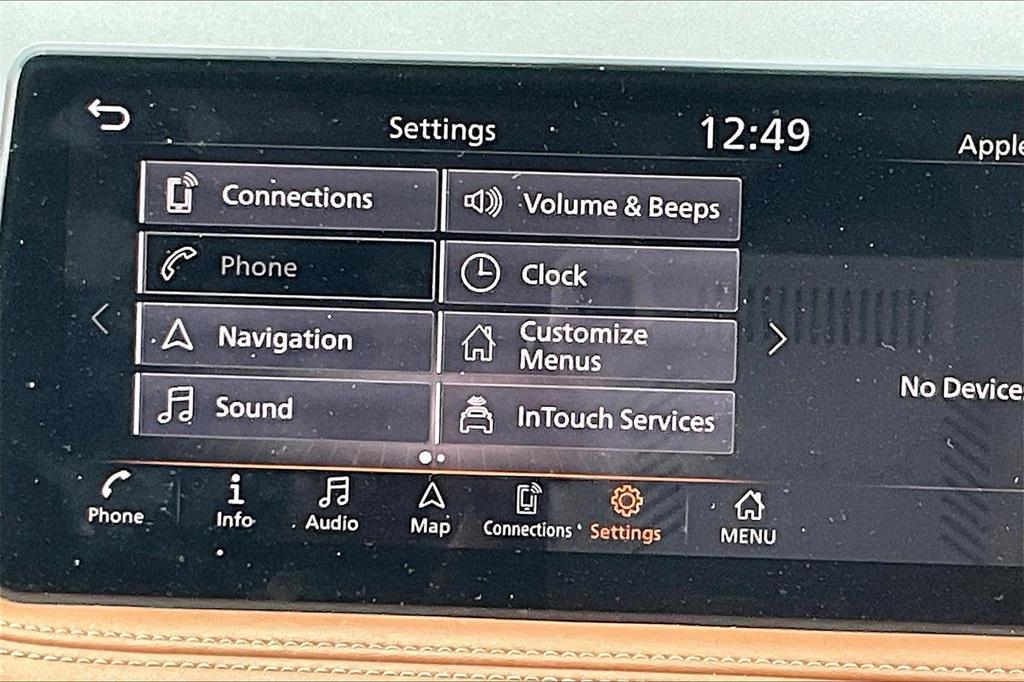 Settings
12:49
Apple
Connections
Volume & Beeps
Phone
Clock
Navigation
Customize
Menus
Sound
InTouch Services
No Device
Phone
Info
Audio
Map
Connections
Settings
MENU